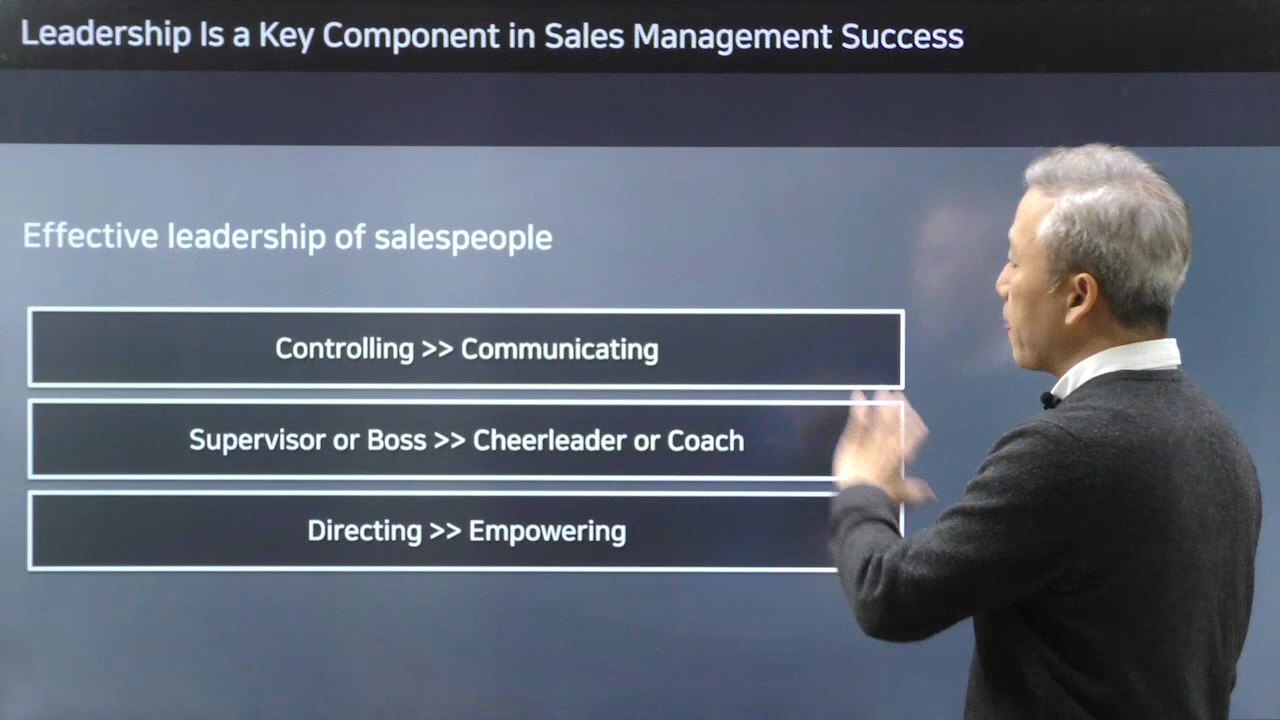 Leadership Is a Key Component in Sales Management Success
Effective leadership of salespeople
Controlling >> Communicating
Supervisor or Boss >> Cheerleader or Coach
Directing >> Empowering